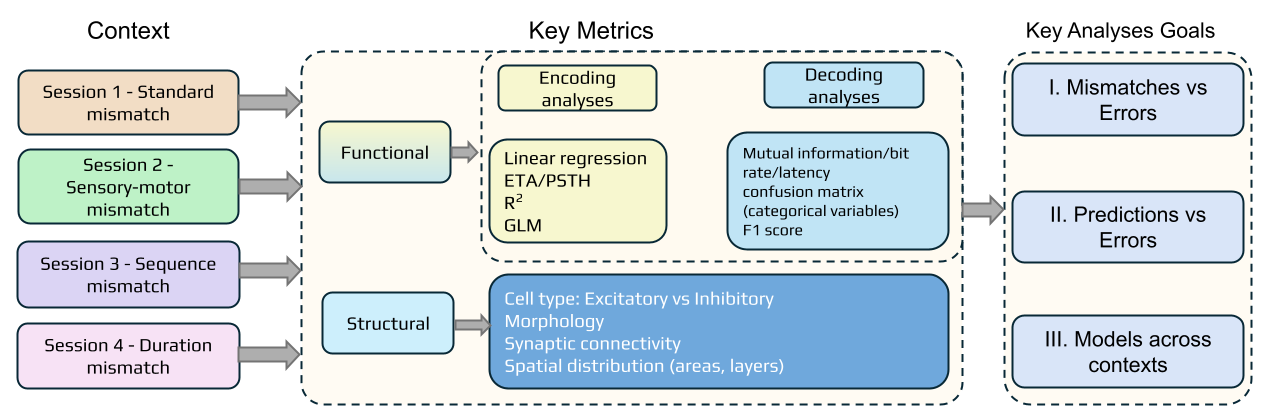 Context
Session 1 - Standard
mismatch
Session 2 -
Sensory-motor
mismatch
Session 3 - Sequence
mismatch
Session 4 - Duration
mismatch
Key Metrics
Functional
Encoding
analyses
Linear regression
ETA/PSTH
R²
GLM
Decoding
analyses
Mutual information/bit
rate/latency
confusion matrix
(categorical variables)
F1 score
Structural
Cell type: Excitatory vs Inhibitory
Morphology
Synaptic connectivity
Spatial distribution (areas, layers)
Key Analyses Goals
I. Mismatches vs
Errors
II. Predictions vs
Errors
III. Models across
contexts